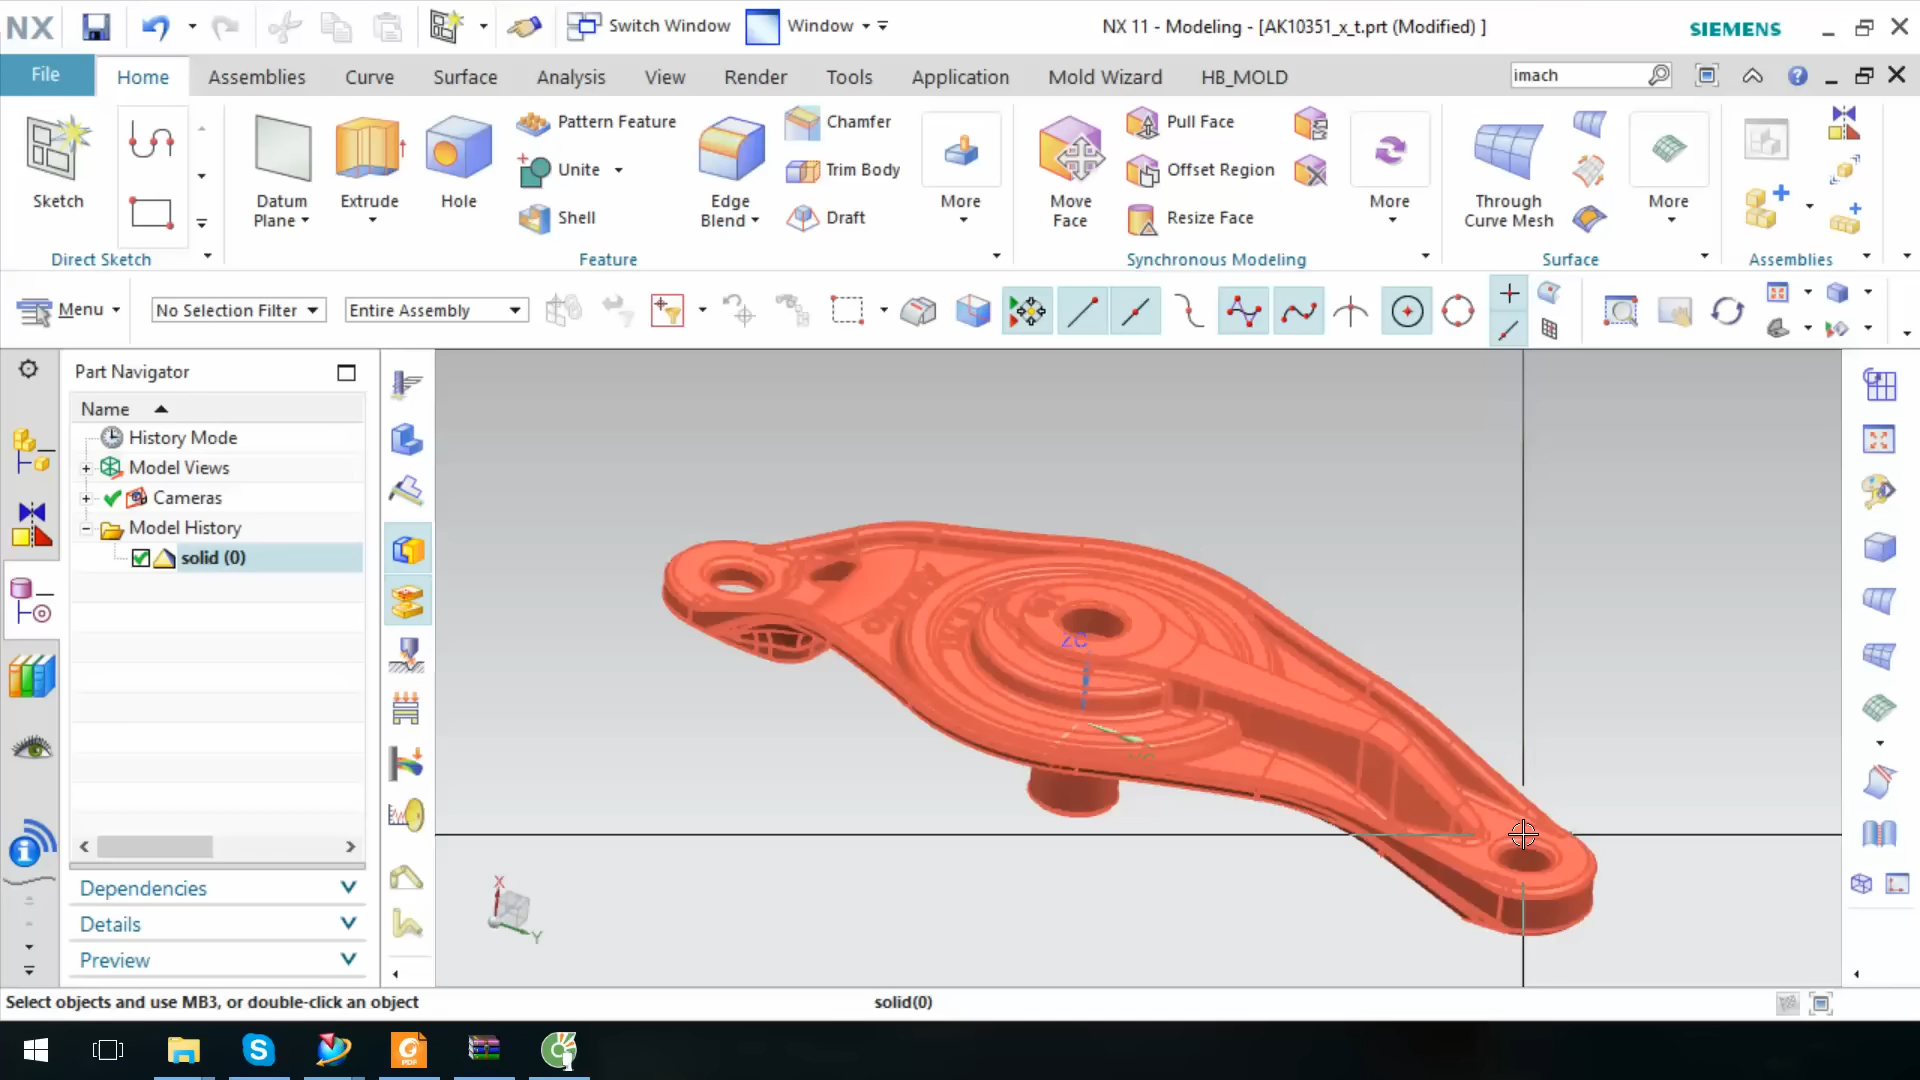 NX
Switch Window
Window
NX 11 - Modeling - [AK10351_x_t.prt (Modified) ]
SIEMENS
File
Home
Assemblies
Curve
Surface
Analysis
View
Render
Tools
Application
Mold Wizard
HB_MOLD
imach
Sketch
Datum
Plane
Extrude
Hole
Pattern Feature
Unite
Shell
Edge
Blend
Chamfer
Trim Body
Draft
More
Move
Face
Pull Face
Offset Region
Resize Face
More
Through
Curve Mesh
More
Direct Sketch
Feature
Synchronous Modeling
Surface
Assemblies
Menu
No Selection Filter
Entire Assembly
Part Navigator
Name
History Mode
Model Views
Cameras
Model History
solid (0)
Dependencies
Details
Preview
ZC
X
Y
Select objects and use MB3, or double-click an object
solid(0)
PDF